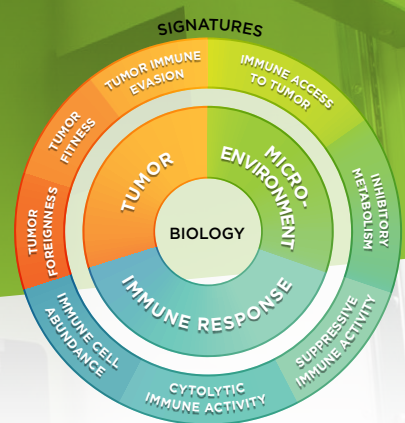 SIGNATURES
TUMOR IMMUNE
EVASION
IMMUNE ACCESS
TO TUMOR
TUMOR
FITNESS
INHIBITORY
METABOLISM
TUMOR
FOREIGNNESS
SUPPRESSIVE
IMMUNE ACTIVITY
IMMUNE CELL
ABUNDANCE
CYTOLYTIC
IMMUNE ACTIVITY
TUMOR
MICRO-
ENVIRONMENT
IMMUNE RESPONSE
BIOLOGY